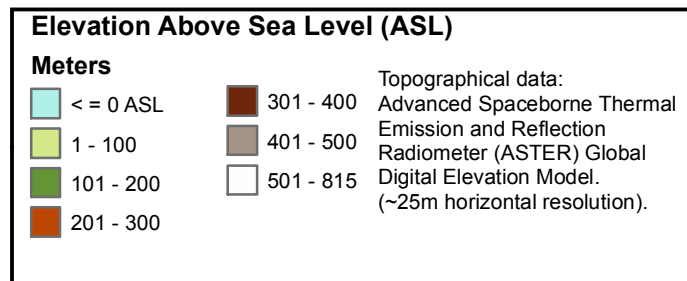 Elevation Above Sea Level (ASL)
Meters
< = 0 ASL
1 - 100
101 - 200
201 - 300
301 - 400
401 - 500
501 - 815
Topographical data:
Advanced Spaceborne Thermal
Emission and Reflection
Radiometer (ASTER) Global
Digital Elevation Model.
(~25m horizontal resolution).